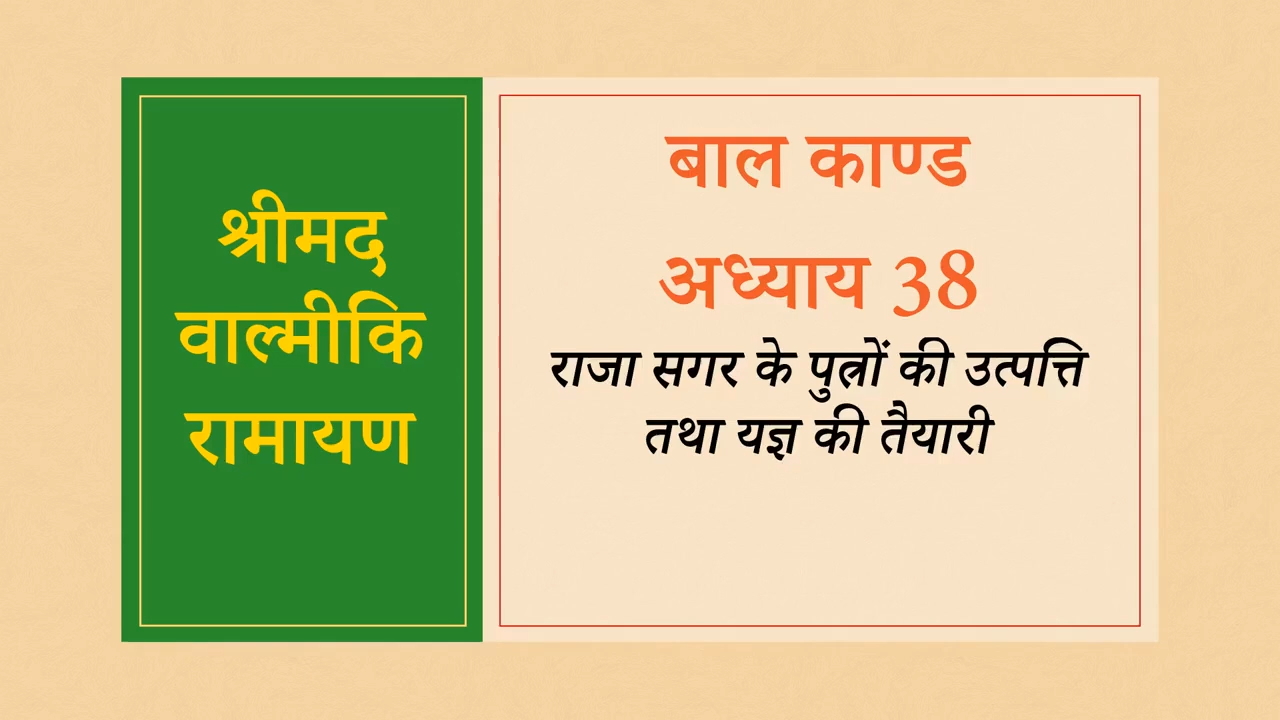 श्रीमद
वाल्मीकि
रामायण
बाल काण्ड
अध्याय 38
राजा सगर के पुत्रों की उत्पत्ति
तथा यज्ञ की तैयारी